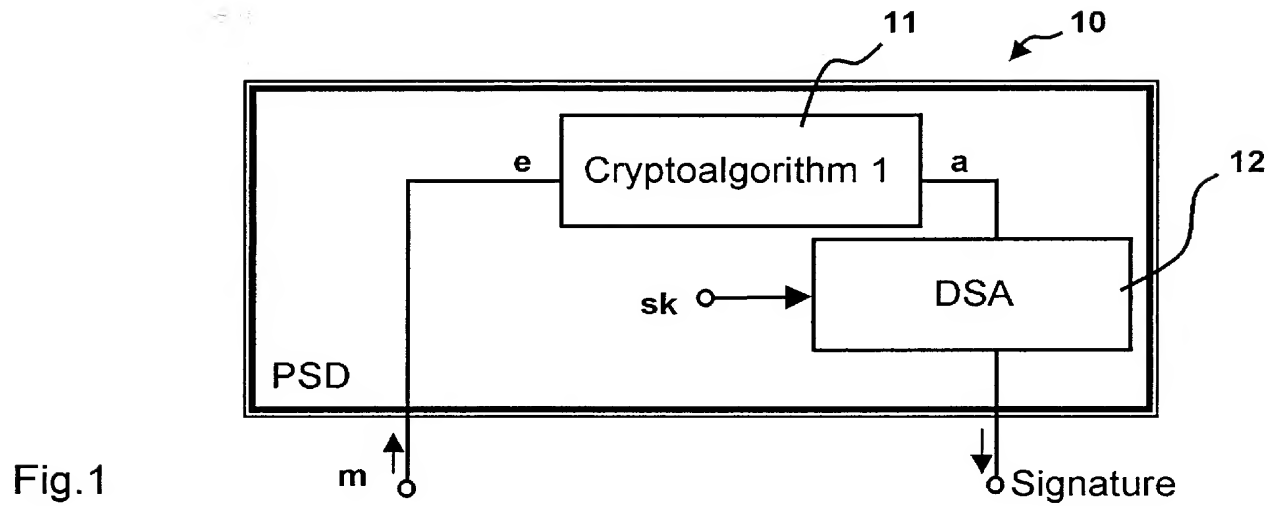 11
10
e
Cryptoalgorithm 1
a
12
sk
DSA
PSD
m
Signature
Fig.1